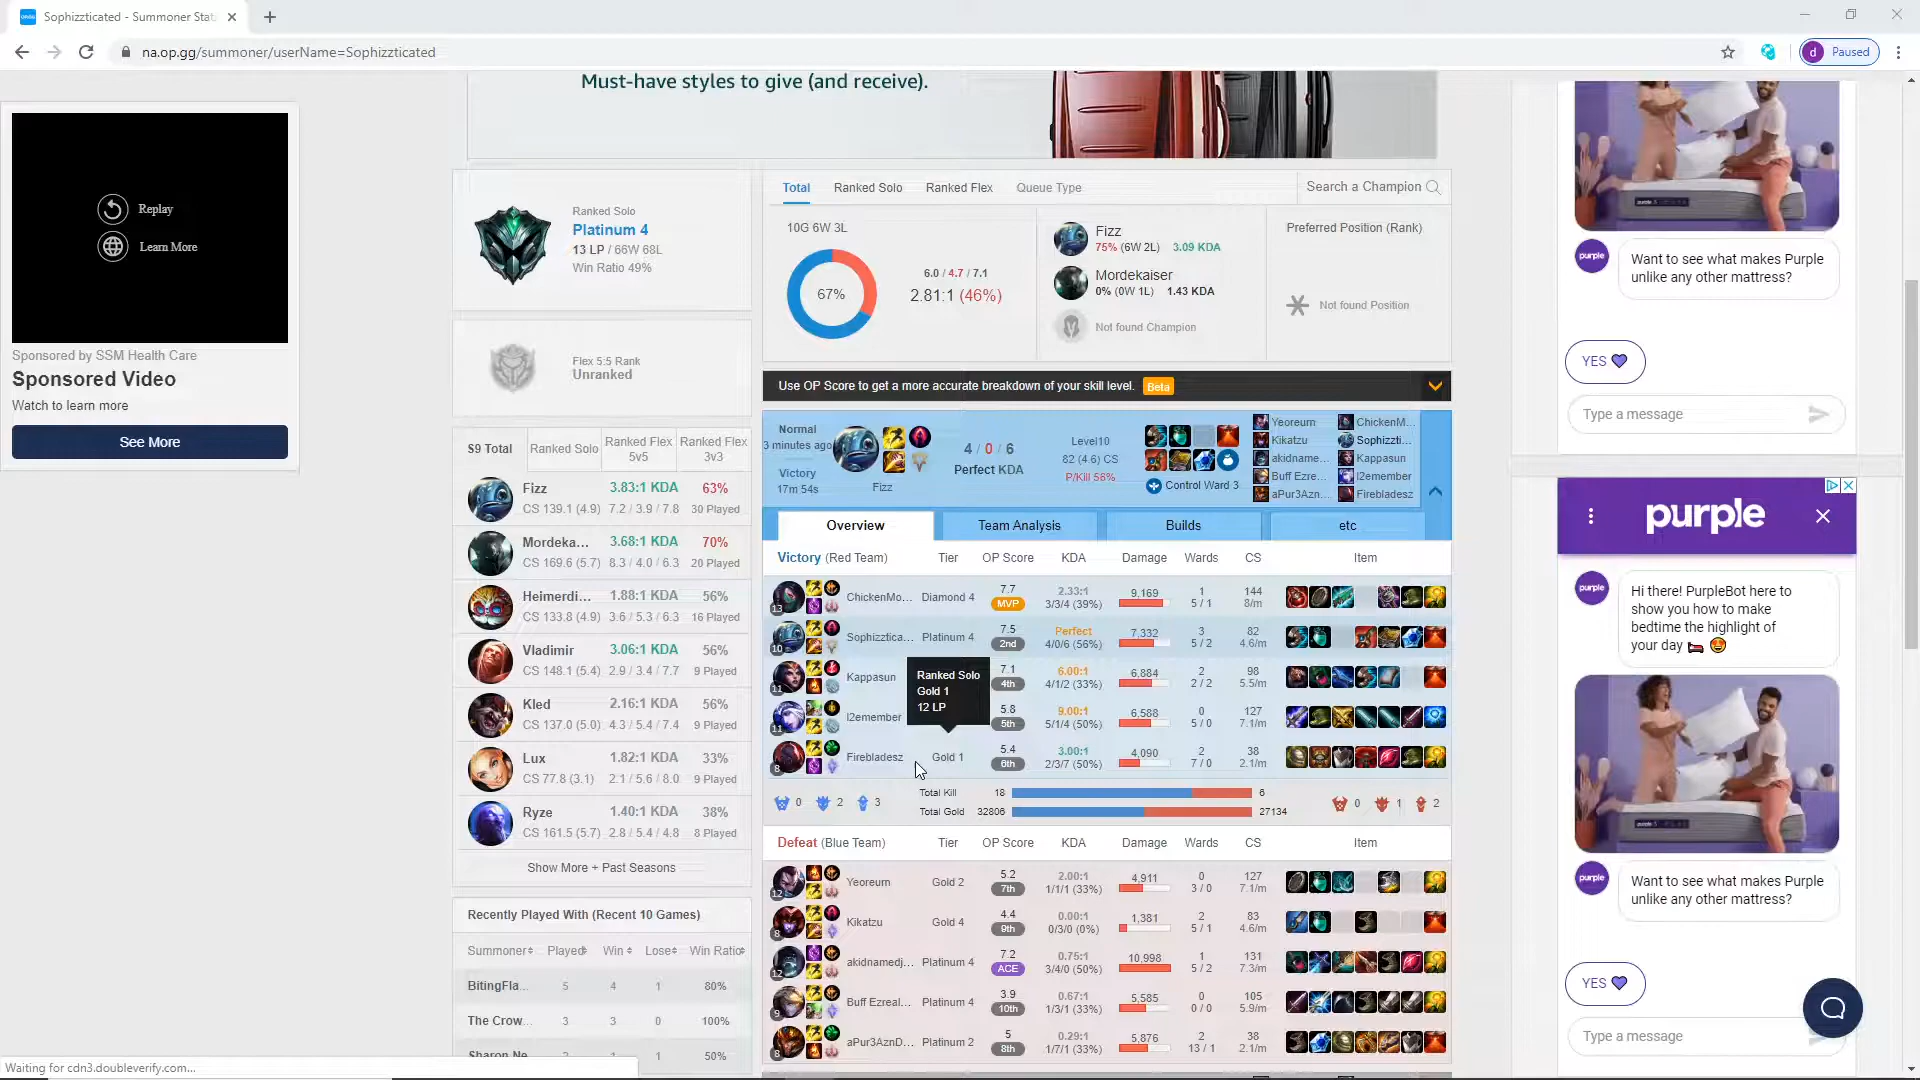 Sophizzticated - Summoner Stat
na.op.gg/summoner/userName=Sophizzticated
Paused
Must-have styles to give (and receive).
Replay
Learn More
Sponsored by SSM Health Care
Sponsored Video
Watch to learn more
See More
Ranked Solo
Platinum 4
13 LP / 66W 68L
Win Ratio 49%
Flex 5:5 Rank
Unranked
S9 Total
Ranked Solo
Ranked Flex 5v5
Ranked Flex 3v3
Fizz 3.83:1 KDA 63%
CS 139.1 (4.9) 7.2 / 3.9 / 7.8 30 Played
Mordeka... 3.68:1 KDA 70%
CS 169.6 (5.7) 8.3 / 4.0 / 6.3 20 Played
Heimerdi... 1.88:1 KDA 56%
CS 133.8 (4.9) 3.6 / 5.3 / 6.3 16 Played
Vladimir 3.06:1 KDA 56%
CS 148.1 (5.4) 2.9 / 3.4 / 7.7 9 Played
Kled 2.16:1 KDA 56%
CS 137.0 (5.0) 4.3 / 5.4 / 7.4 9 Played
Lux 1.82:1 KDA 33%
CS 77.8 (3.1) 2.1 / 5.6 / 8.0 9 Played
Ryze 1.40:1 KDA 38%
CS 161.5 (5.7) 2.8 / 5.4 / 4.8 8 Played
Show More + Past Seasons
Recently Played With (Recent 10 Games)
Summoner Played Win Lose Win Ratio
BitingFla... 5 4 1 80%
The Crow... 3 3 0 100%
Sharon Ne... 1 50%
Waiting for cdn3.doubleverify.com...
Total Ranked Solo Ranked Flex Queue Type Search a Champion
10G 6W 3L
67%
6.0 / 4.7 / 7.1
2.81:1 (46%)
Fizz
75% (6W 2L) 3.09 KDA
Mordekaiser
0% (0W 1L) 1.43 KDA
Not found Champion
Preferred Position (Rank)
Not found Position
Use OP Score to get a more accurate breakdown of your skill level. Beta
Normal
3 minutes ago
Victory
17m 54s
Fizz
4 / 0 / 6
Perfect KDA
Level10
82 (4.6) CS
P/Kill 56%
Control Ward 3
Yeoreum ChickenM...
Kikatzu Sophizzti...
akidname... Kappasun
Buff Ezre... l2emember
aPur3Azn... Firebladesz
Overview Team Analysis Builds etc
Victory (Red Team) Tier OP Score KDA Damage Wards CS Item
13 ChickenMo... Diamond 4 7.7 MVP 2.33:1 3/3/4 (39%) 9,169 1 5 / 1 144 8/m
10 Sophizztica... Platinum 4 7.5 2nd Perfect 4/0/6 (56%) 7,332 3 5 / 2 82 4.6/m
11 Kappasun 7.1 4th 6.00:1 4/1/2 (33%) 6,884 2 2 / 2 98 5.5/m
Ranked Solo
Gold 1
12 LP
11 l2emember 5.8 5th 9.00:1 5/1/4 (50%) 6,588 0 5 / 0 127 7.1/m
8 Firebladesz Gold 1 5.4 6th 3.00:1 2/3/7 (50%) 4,090 2 7 / 0 38 2.1/m
0 2 3
Total Kill 18 6
Total Gold 32806 27134
0 1 2
Defeat (Blue Team) Tier OP Score KDA Damage Wards CS Item
12 Yeoreum Gold 2 5.2 7th 2.00:1 1/1/1 (33%) 4,911 0 3 / 0 127 7.1/m
8 Kikatzu Gold 4 4.4 9th 0.00:1 0/3/0 (0%) 1,381 2 5 / 1 83 4.6/m
12 akidnamedj... Platinum 4 7.2 ACE 0.75:1 3/4/0 (50%) 10,998 1 5 / 2 131 7.3/m
9 Buff Ezreal... Platinum 4 3.9 10th 0.67:1 1/3/1 (33%) 5,585 0 0 / 0 105 5.9/m
8 aPur3AznD... Platinum 2 5 8th 0.29:1 1/7/1 (33%) 5,876 2 13 / 1 38 2.1/m
purple
Want to see what makes Purple
unlike any other mattress?
YES
Type a message
purple
purple
Hi there! PurpleBot here to
show you how to make
bedtime the highlight of
your day
purple
Want to see what makes Purple
unlike any other mattress?
YES
Type a message